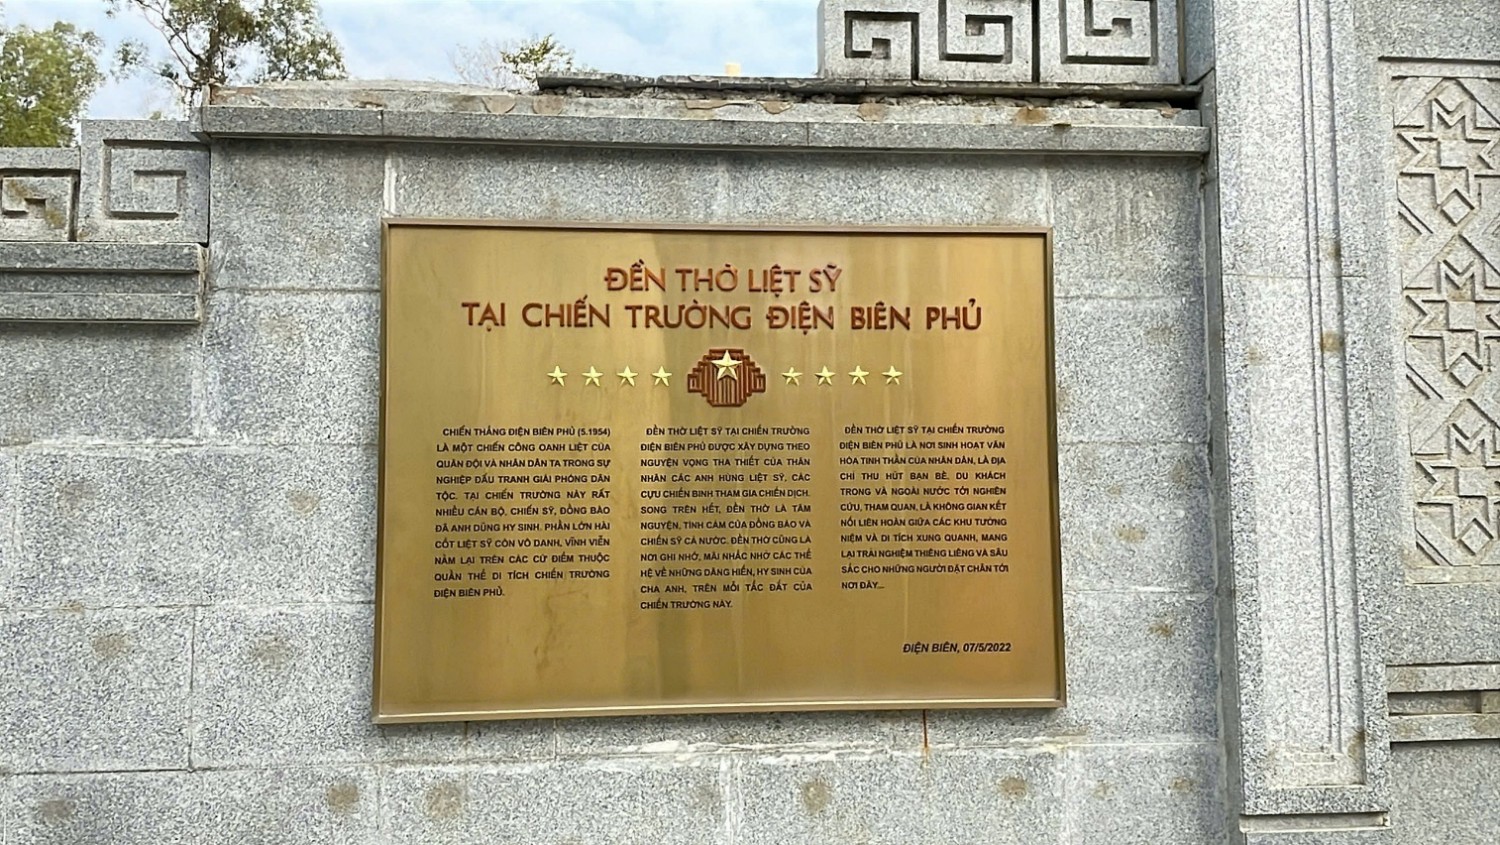 ĐỀN THỜ LIỆT SỸ
TẠI CHIẾN TRƯỜNG ĐIỆN BIÊN PHỦ
CHIẾN THẮNG ĐIỆN BIÊN PHỦ (5.1954)
LÀ MỘT CHIẾN CÔNG OANH LIỆT CỦA
QUÂN ĐỘI VÀ NHÂN DÂN TA TRONG SỰ
NGHIỆP ĐẤU TRANH GIẢI PHÓNG DÂN
TỘC. TẠI CHIẾN TRƯỜNG NÀY RẤT
NHIỀU CÁN BỘ, CHIẾN SỸ, ĐỒNG BÀO
ĐÃ ANH DŨNG HY SINH. PHẦN LỚN HÀI
CỐT LIỆT SỸ CÒN VÔ DANH, VĨNH VIỄN
NẰM LẠI TRÊN CÁC CỨ ĐIỂM THUỘC
QUẦN THỂ DI TÍCH CHIẾN TRƯỜNG
ĐIỆN BIÊN PHỦ.
ĐỀN THỜ LIỆT SỸ TẠI CHIẾN TRƯỜNG
ĐIỆN BIÊN PHỦ ĐƯỢC XÂY DỰNG THEO
NGUYỆN VỌNG THA THIẾT CỦA THÂN
NHÂN CÁC ANH HÙNG LIỆT SỸ, CÁC
CỰU CHIẾN BINH THAM GIA CHIẾN DỊCH.
SONG TRÊN HẾT, ĐỀN THỜ LÀ TÂM
NGUYỆN, TÌNH CẢM CỦA ĐỒNG BÀO VÀ
CHIẾN SỸ CẢ NƯỚC. ĐỀN THỜ CŨNG LÀ
NƠI GHI NHỚ, MÃI NHẮC NHỚ CÁC THẾ
HỆ VỀ NHỮNG DÂNG HIẾN, HY SINH CỦA
CHA ANH, TRÊN MỖI TẤC ĐẤT CỦA
CHIẾN TRƯỜNG NÀY.
ĐỀN THỜ LIỆT SỸ TẠI CHIẾN TRƯỜNG
ĐIỆN BIÊN PHỦ LÀ NƠI SINH HOẠT VĂN
HÓA TINH THẦN CỦA NHÂN DÂN, LÀ ĐỊA
CHỈ THU HÚT BẠN BÈ, DU KHÁCH
TRONG VÀ NGOÀI NƯỚC TỚI NGHIÊN
CỨU, THAM QUAN, LÀ KHÔNG GIAN KẾT
NỐI LIÊN HOÀN GIỮA CÁC KHU TƯỞNG
NIỆM VÀ DI TÍCH XUNG QUANH, MANG
LẠI TRẢI NGHIỆM THIÊNG LIÊNG VÀ SÂU
SẮC CHO NHỮNG NGƯỜI ĐẶT CHÂN TỚI
NƠI ĐÂY...
ĐIỆN BIÊN, 07/5/2022